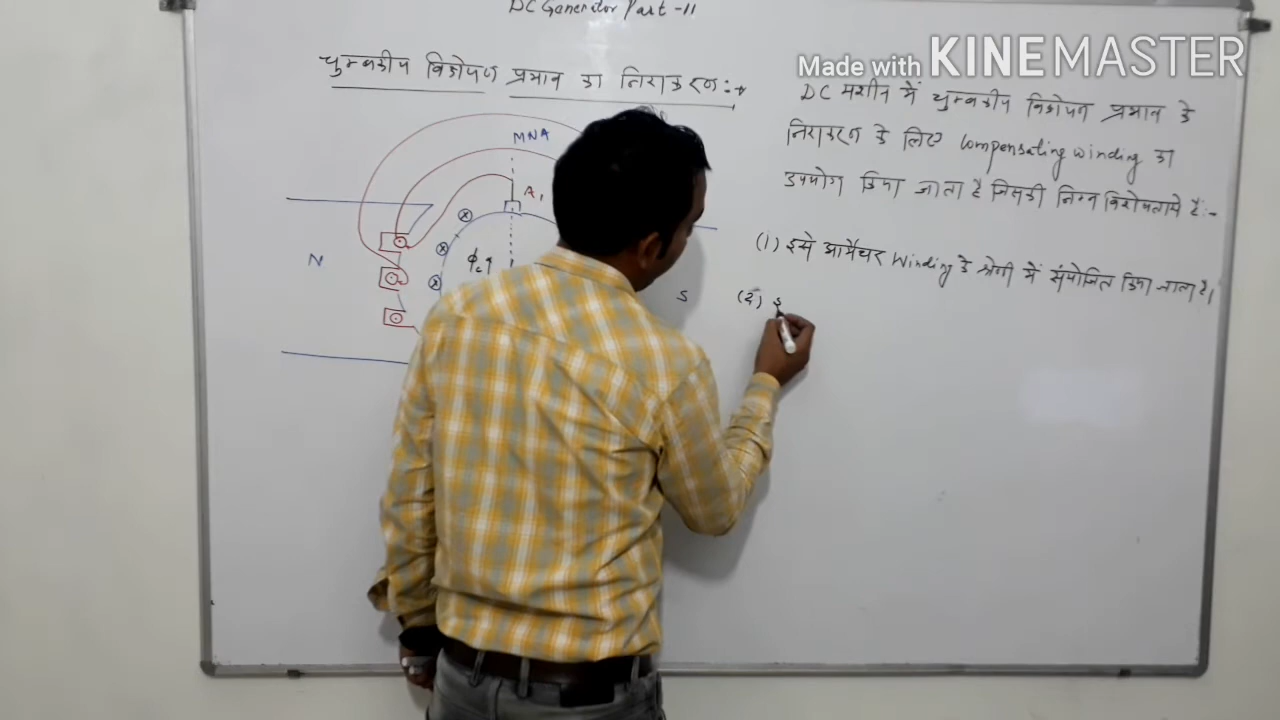 DC Generator Part -11
Made with KINEMASTER
चुम्बकीय विक्षेपण प्रभाव का निराकरण :-
DC मशीन में चुम्बकीय विक्षेपण प्रभाव के
निराकरण के लिए Compensating winding का
उपयोग किया जाता है जिसकी निम्न विशेषतायें हैं:-
(1) इसे आर्मेचर Winding के श्रेणी में संयोजित किया जाता है।
(2)
MNA
A₁
N
S